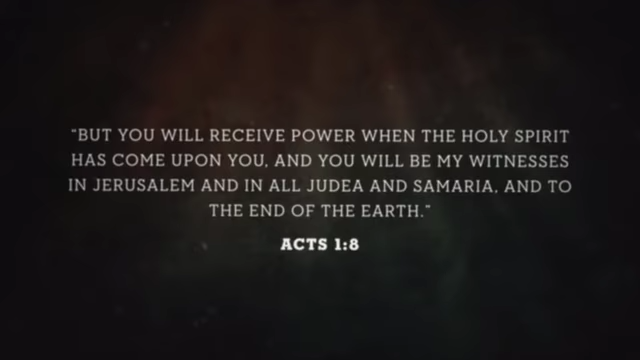 "BUT YOU WILL RECEIVE POWER WHEN THE HOLY SPIRIT
HAS COME UPON YOU, AND YOU WILL BE MY WITNESSES
IN JERUSALEM AND IN ALL JUDEA AND SAMARIA, AND TO
THE END OF THE EARTH."
ACTS 1:8